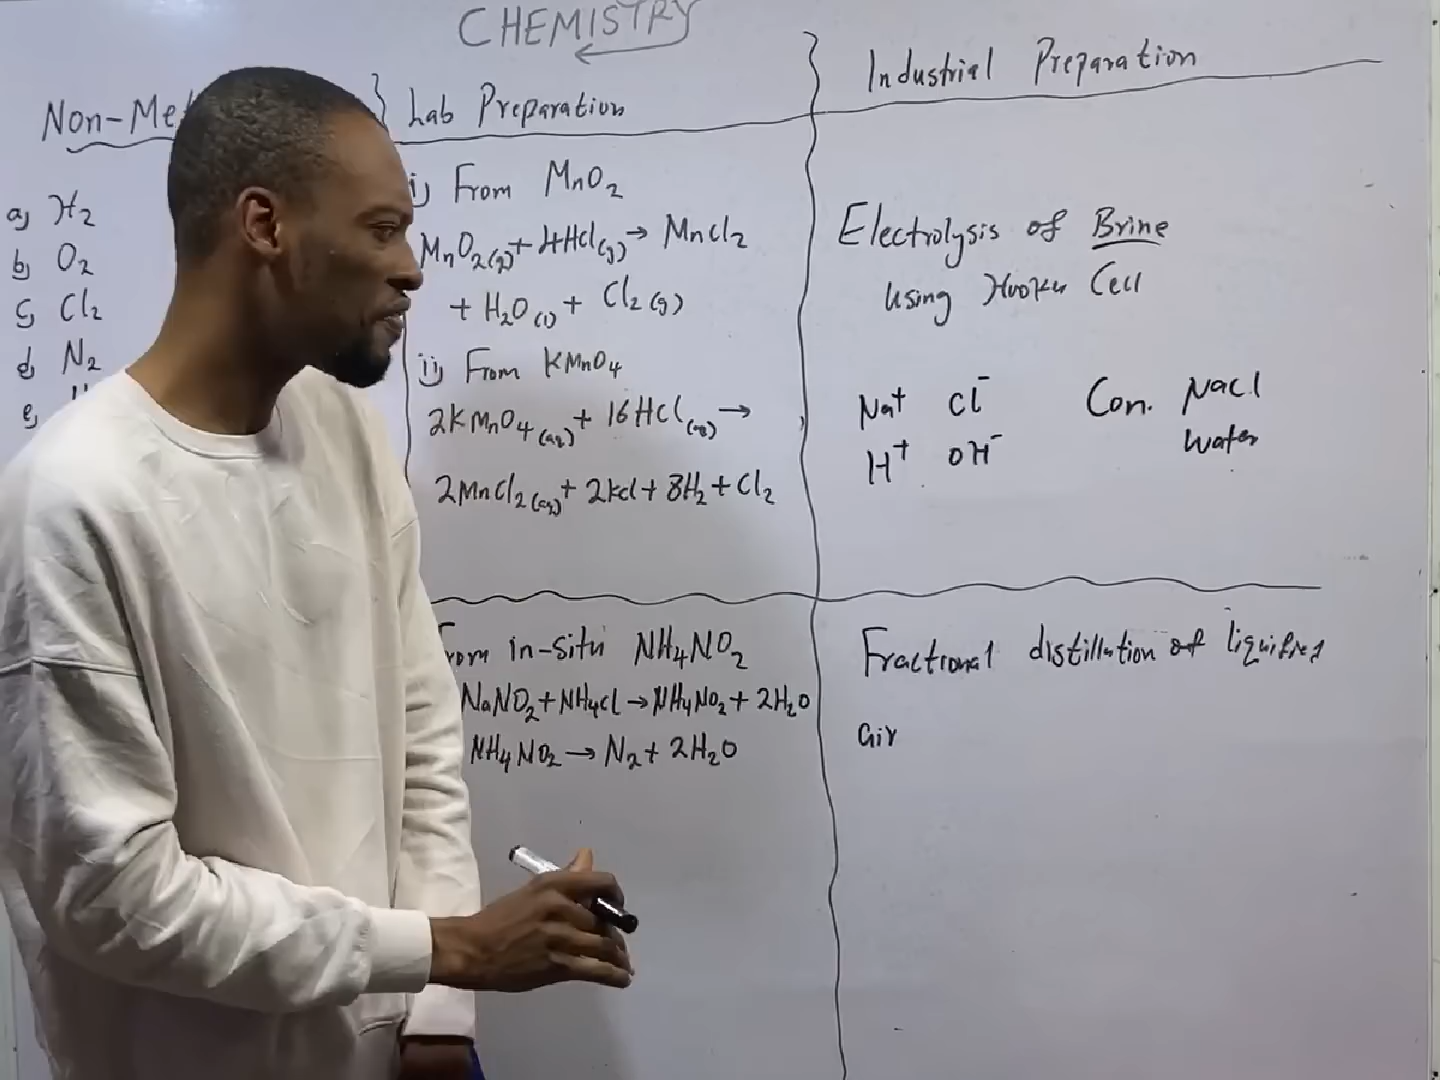 CHEMISTRY
Non-Me
a) H2
b) O2
c) Cl2
d) N2
e)
Lab Preparation
i) From MnO2
MnO2(g) + 4HCl(g) → MnCl2
+ H2O(l) + Cl2(g)
ii) From KMnO4
2KMnO4(aq) + 16HCl(aq) →
2MnCl2(aq) + 2KCl + 8H2 + Cl2
From in-situ NH4NO2
NaNO2 + NH4Cl → NH4NO2 + 2H2O
NH4NO2 → N2 + 2H2O
Industrial Preparation
Electrolysis of Brine
using Hooker Cell
Na+ Cl- Con. NaCl
H+ OH- Water
Fractional distillation of liquified
air